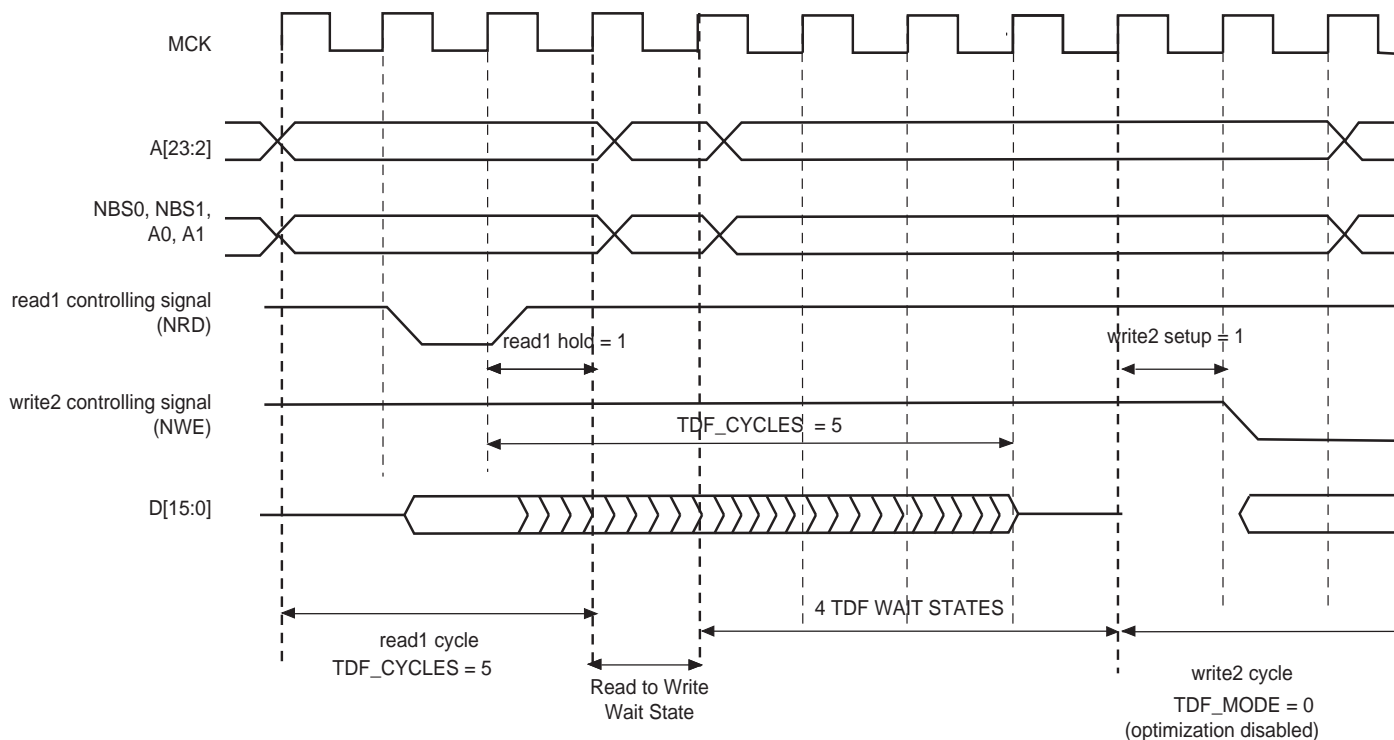 MCK
A[23:2]
NBS0, NBS1,
A0, A1
read1 controlling signal
(NRD)
read1 hold = 1
write2 setup = 1
write2 controlling signal
(NWE)
TDF_CYCLES = 5
D[15:0]
4 TDF WAIT STATES
read1 cycle
TDF_CYCLES = 5
Read to Write
Wait State
write2 cycle
TDF_MODE = 0
(optimization disabled)